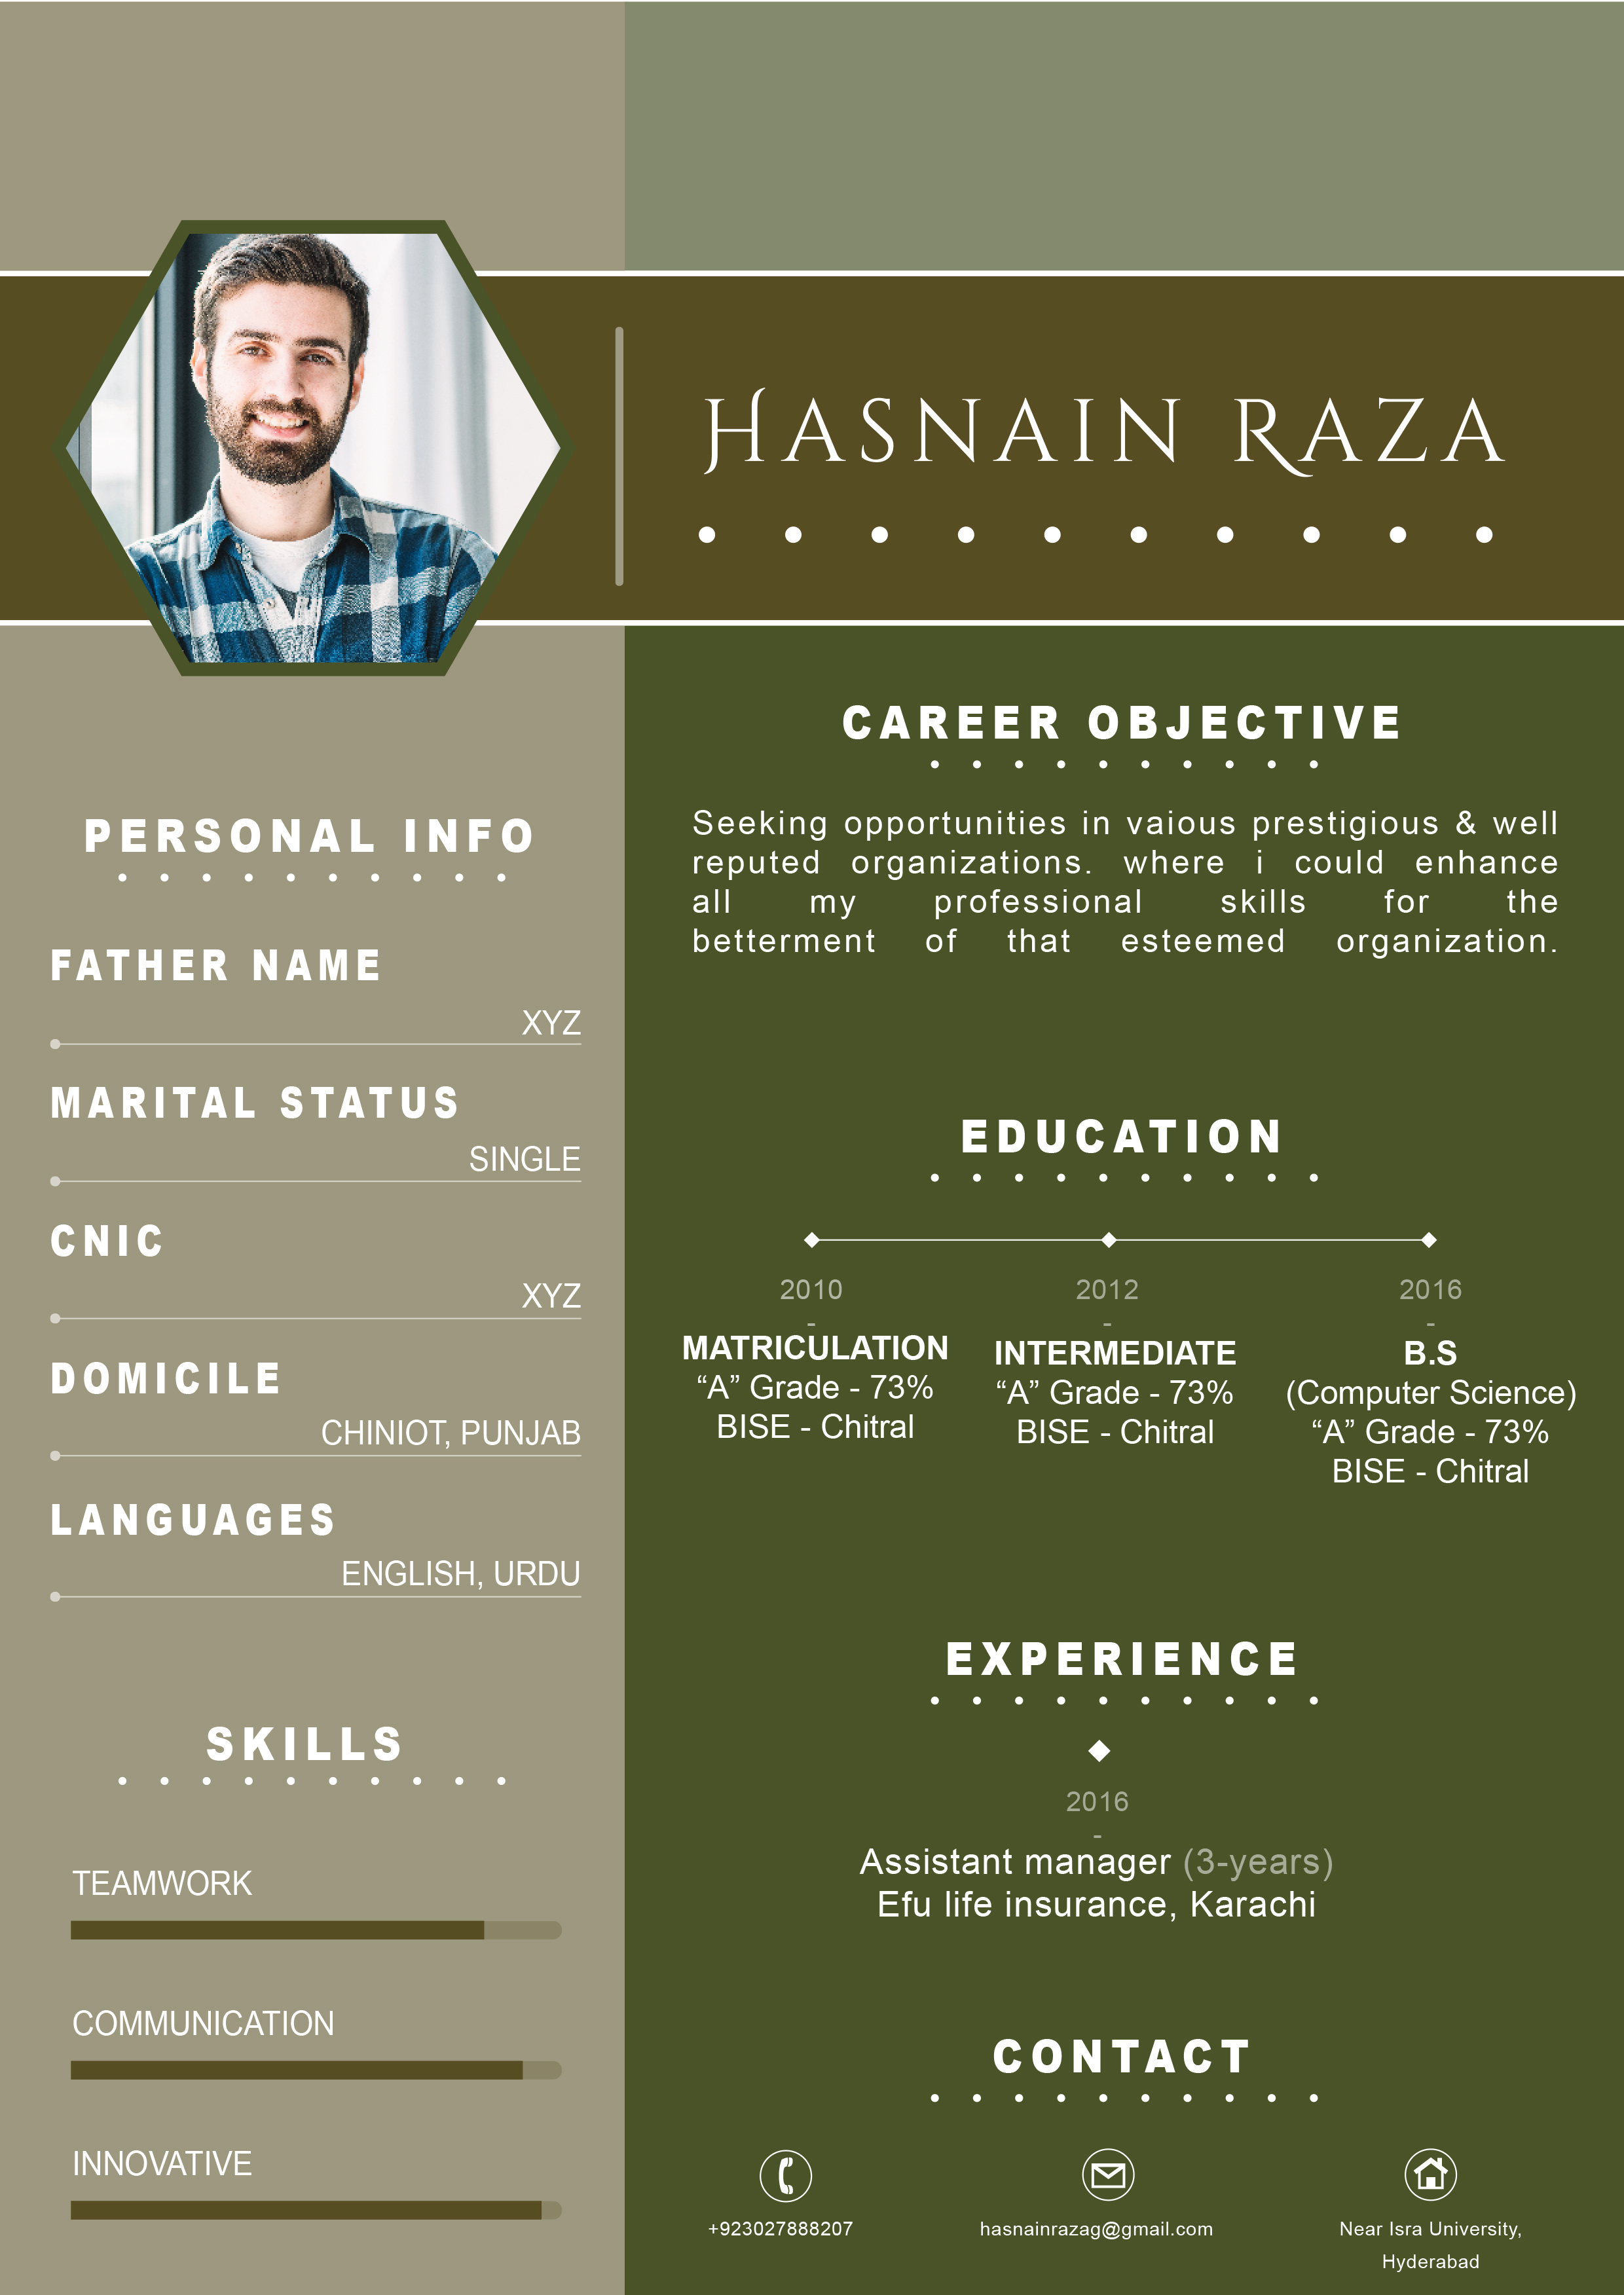 HASNAIN RAZA
PERSONAL INFO
FATHER NAME
XYZ
MARITAL STATUS
SINGLE
CNIC
XYZ
DOMICILE
CHINIOT, PUNJAB
LANGUAGES
ENGLISH, URDU
SKILLS
TEAMWORK
COMMUNICATION
INNOVATIVE
CAREER OBJECTIVE
Seeking opportunities in vaious prestigious & well
reputed organizations. where i could enhance
all my professional skills for the
betterment of that esteemed organization.
EDUCATION
2010
-
MATRICULATION
“A” Grade - 73%
BISE - Chitral
2012
-
INTERMEDIATE
“A” Grade - 73%
BISE - Chitral
2016
-
B.S
(Computer Science)
“A” Grade - 73%
BISE - Chitral
EXPERIENCE
2016
-
Assistant manager (3-years)
Efu life insurance, Karachi
CONTACT
+923027888207
hasnainrazag@gmail.com
Near Isra University,
Hyderabad